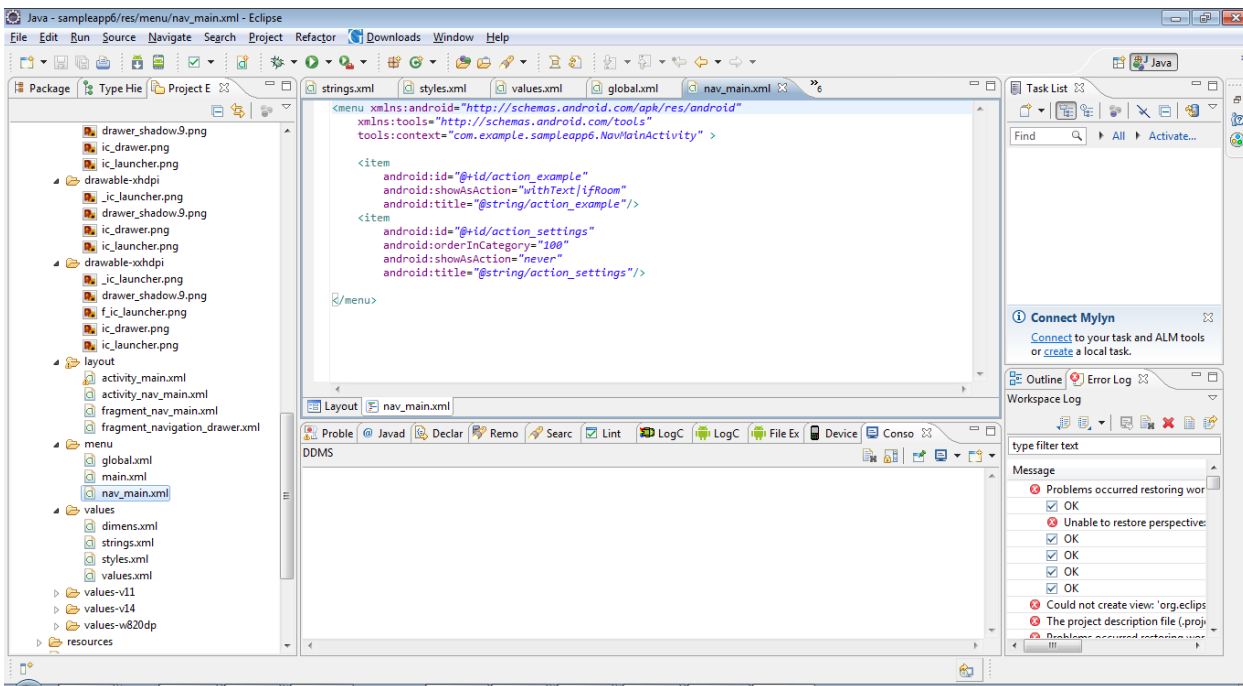 Java - sampleapp6/res/menu/nav_main.xml - Eclipse
File Edit Run Source Navigate Search Project Refactor Downloads Window Help
Java
Package Type Hie Project E
drawer_shadow.9.png
ic_drawer.png
ic_launcher.png
drawable-xhdpi
_ic_launcher.png
drawer_shadow.9.png
ic_drawer.png
ic_launcher.png
drawable-xxhdpi
_ic_launcher.png
drawer_shadow.9.png
f_ic_launcher.png
ic_drawer.png
ic_launcher.png
layout
activity_main.xml
activity_nav_main.xml
fragment_nav_main.xml
fragment_navigation_drawer.xml
menu
global.xml
main.xml
nav_main.xml
values
dimens.xml
strings.xml
styles.xml
values.xml
values-v11
values-v14
values-w820dp
resources
strings.xml styles.xml values.xml global.xml nav_main.xml »6
<menu xmlns:android="http://schemas.android.com/apk/res/android"
xmlns:tools="http://schemas.android.com/tools"
tools:context="com.example.sampleapp6.NavMainActivity" >
<item
android:id="@+id/action_example"
android:showAsAction="withText|ifRoom"
android:title="@string/action_example"/>
<item
android:id="@+id/action_settings"
android:orderInCategory="100"
android:showAsAction="never"
android:title="@string/action_settings"/>
</menu>
Layout nav_main.xml
Proble Javad Declar Remo Searc Lint LogC LogC File Ex Device Conso
DDMS
Task List
Find All Activate...
Connect Mylyn
Connect to your task and ALM tools
or create a local task.
Outline Error Log
Workspace Log
type filter text
Message
Problems occurred restoring wor
OK
Unable to restore perspective:
OK
OK
OK
OK
Could not create view: 'org.eclips
The project description file (.proj
Problems occurred restoring wor